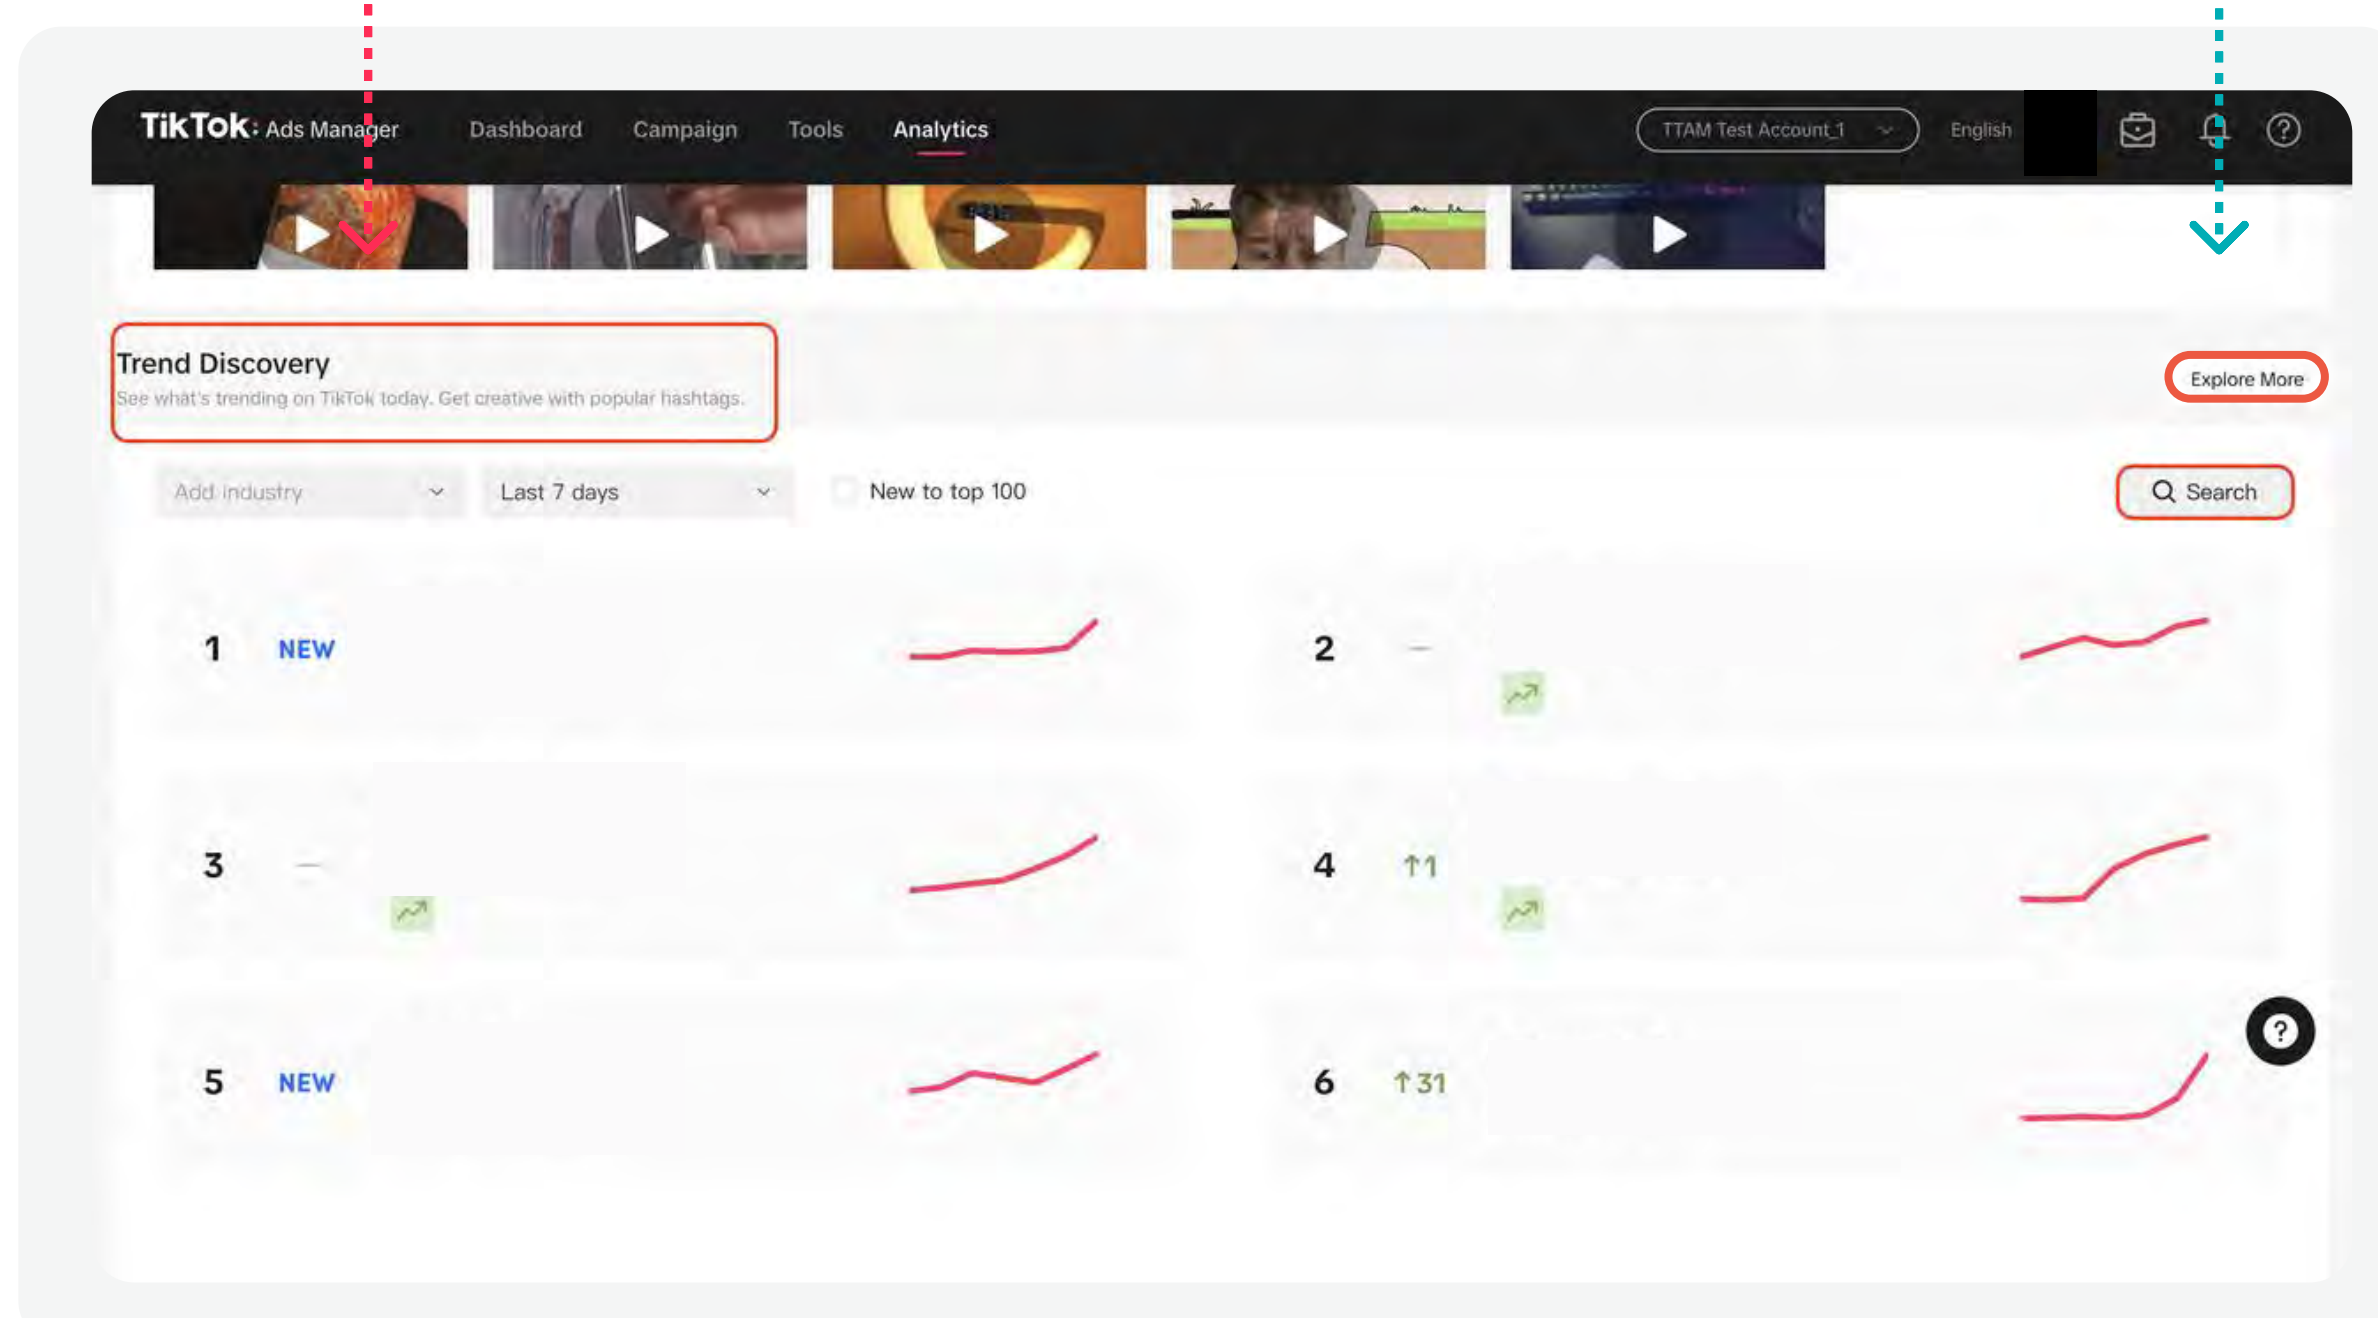 TikTok: Ads Manager Dashboard Campaign Tools Analytics TTAM Test Account_1 English
Trend Discovery
See what's trending on TikTok today. Get creative with popular hashtags.
Explore More
Add industry Last 7 days New to top 100 Search
1 NEW
2 —
3 —
4 ↑1
5 NEW
6 ↑31